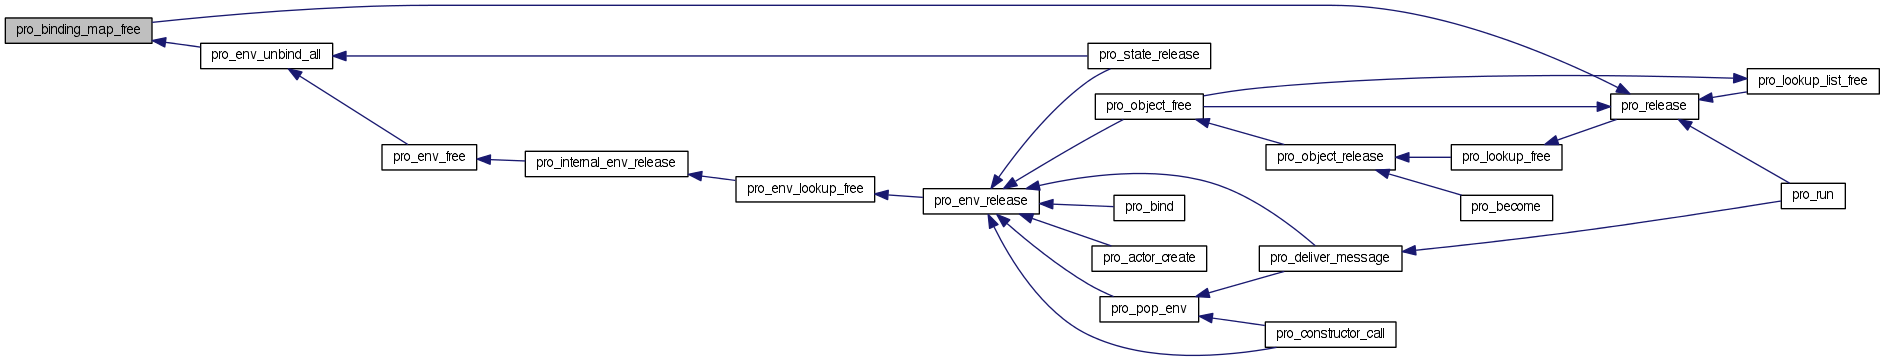 pro_binding_map_free
pro_env_unbind_all
pro_state_release
pro_lookup_list_free
pro_object_free
pro_release
pro_env_free
pro_internal_env_release
pro_object_release
pro_lookup_free
pro_env_lookup_free
pro_env_release
pro_bind
pro_become
pro_run
pro_actor_create
pro_deliver_message
pro_pop_env
pro_constructor_call